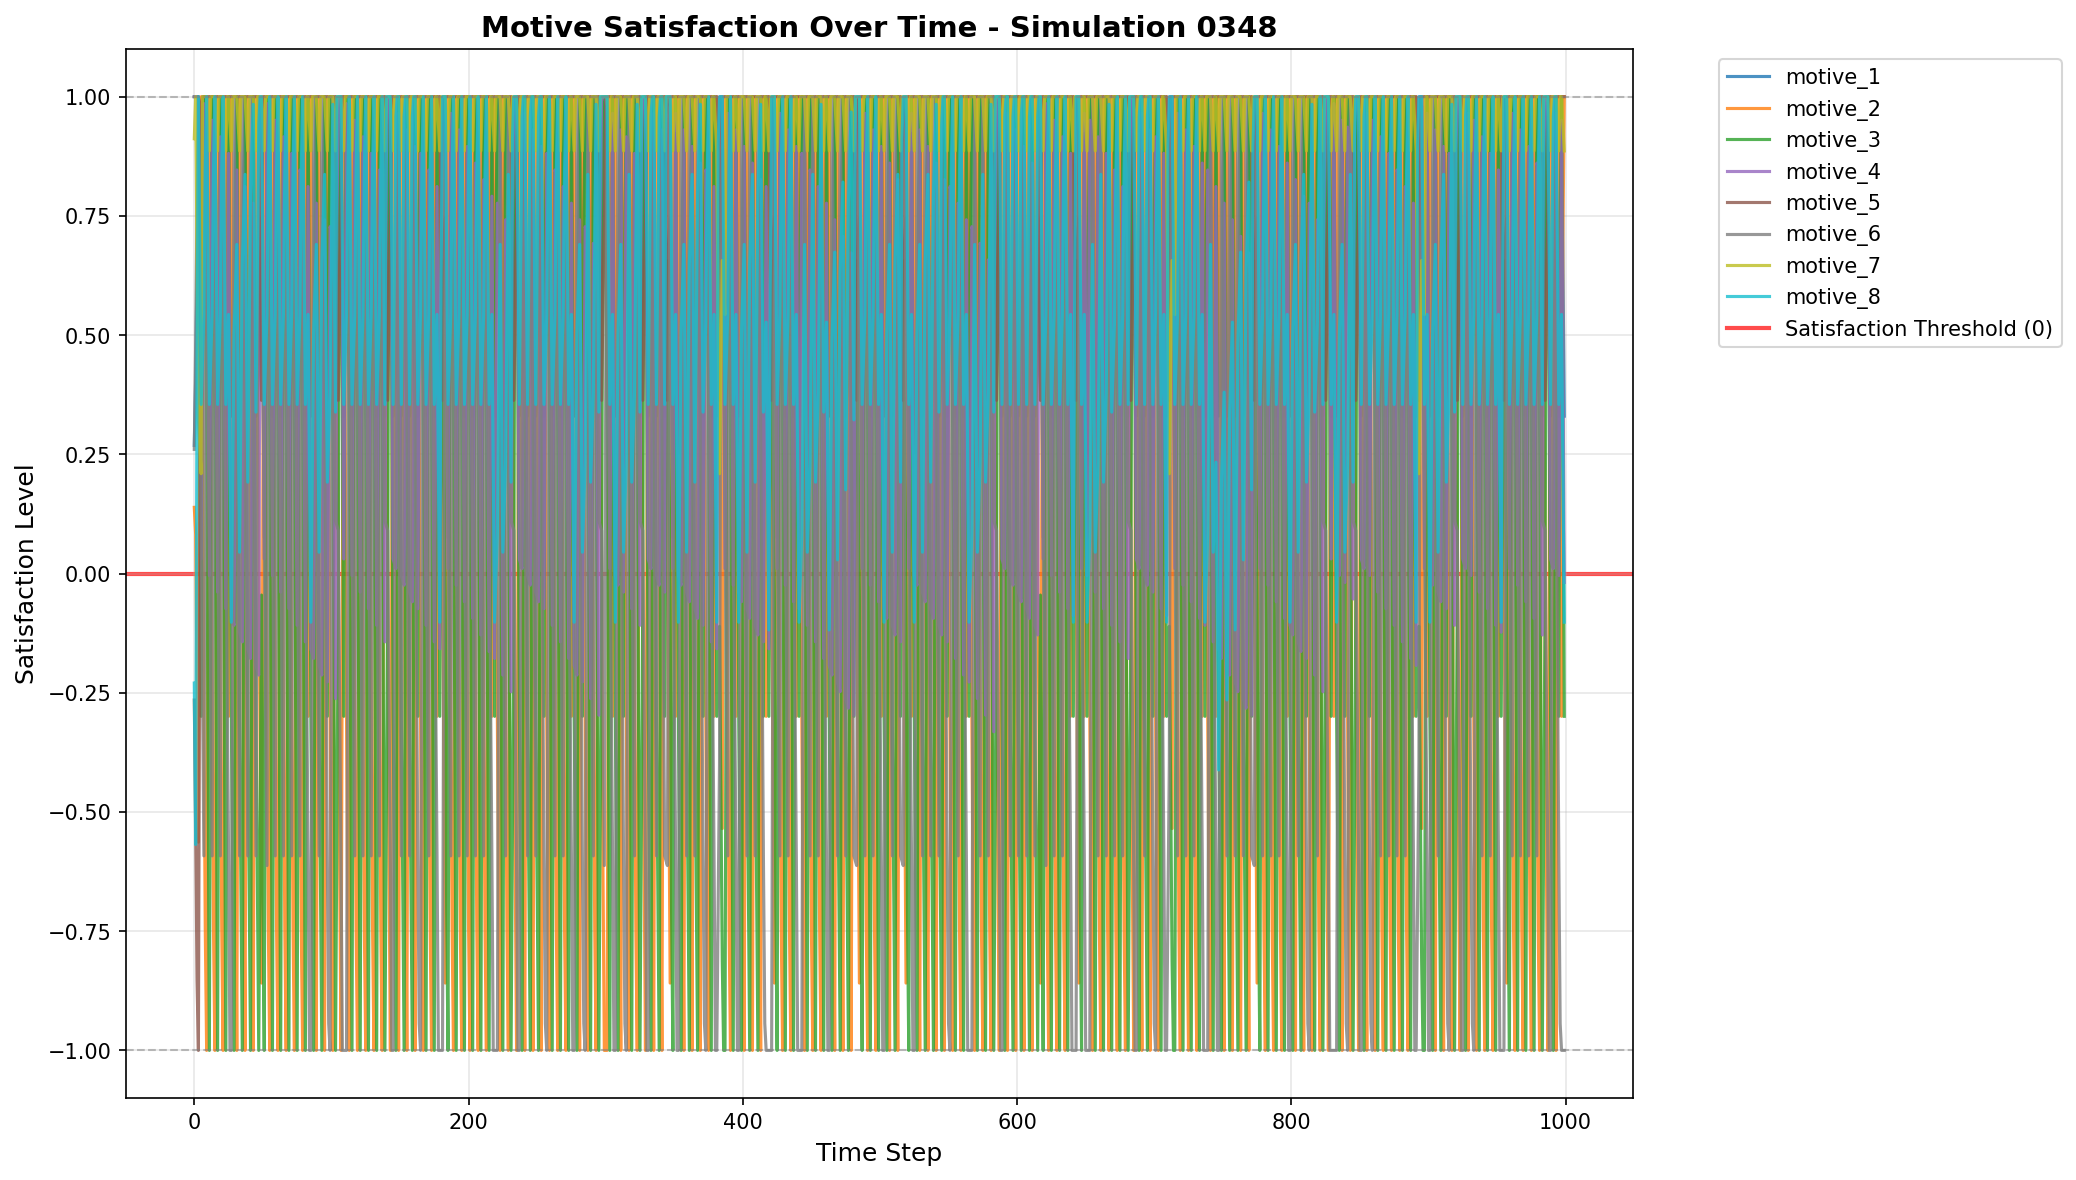 Motive Satisfaction Over Time - Simulation 0348
motive_1
motive_2
motive_3
motive_4
motive_5
motive_6
motive_7
motive_8
Satisfaction Threshold (0)
Satisfaction Level
1.00
0.75
0.50
0.25
0.00
−0.25
−0.50
−0.75
−1.00
0 200 400 600 800 1000
Time Step